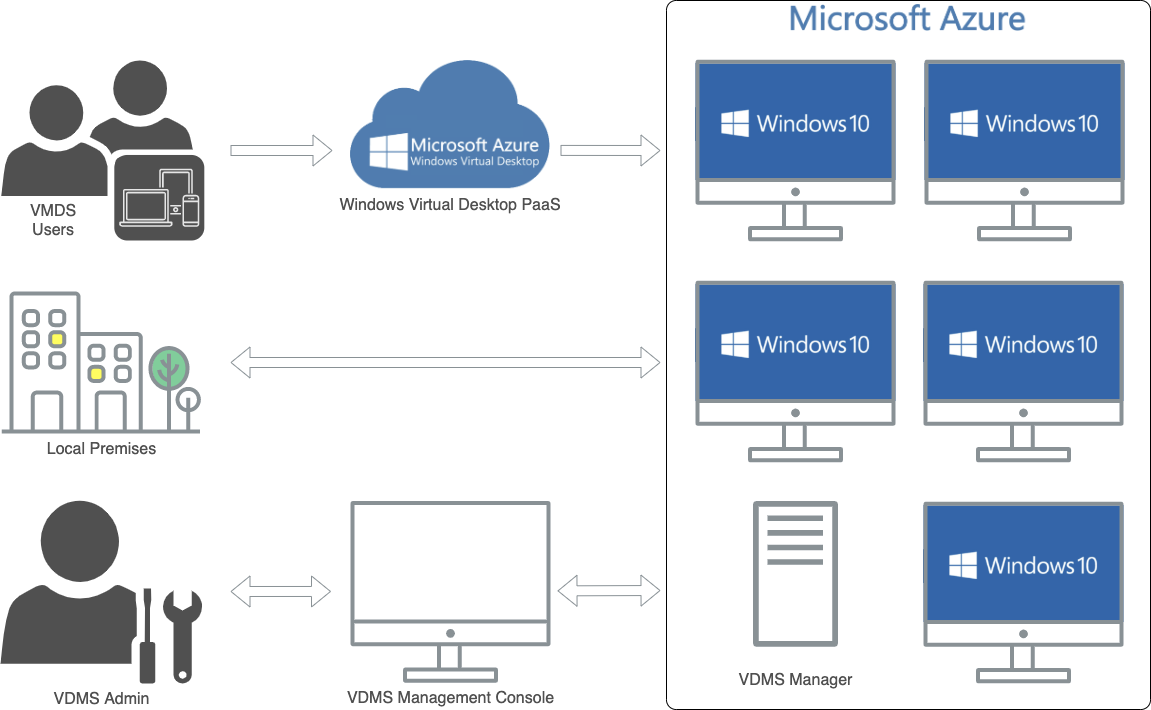 Microsoft Azure
Windows 10
Windows 10
Microsoft Azure
Windows Virtual Desktop
VMDS
Users
Windows Virtual Desktop PaaS
Windows 10
Windows 10
Local Premises
Windows 10
VDMS Manager
VDMS Admin
VDMS Management Console